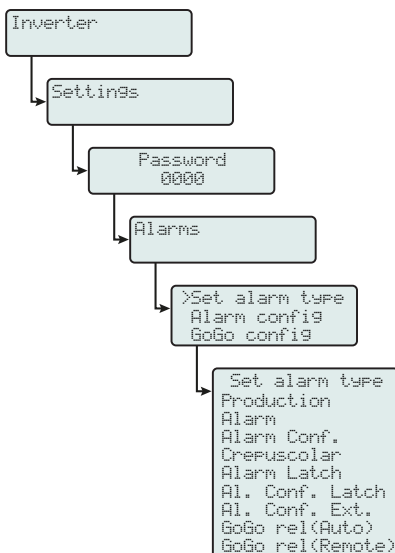 Inverter
Settings
Password
0000
Alarms
>Set alarm type
Alarm config
GoGo config
Set alarm type
Production
Alarm
Alarm Conf.
Crepuscolar
Alarm Latch
Al. Conf. Latch
Al. Conf. Ext.
GoGo rel(Auto)
GoGo rel(Remote)